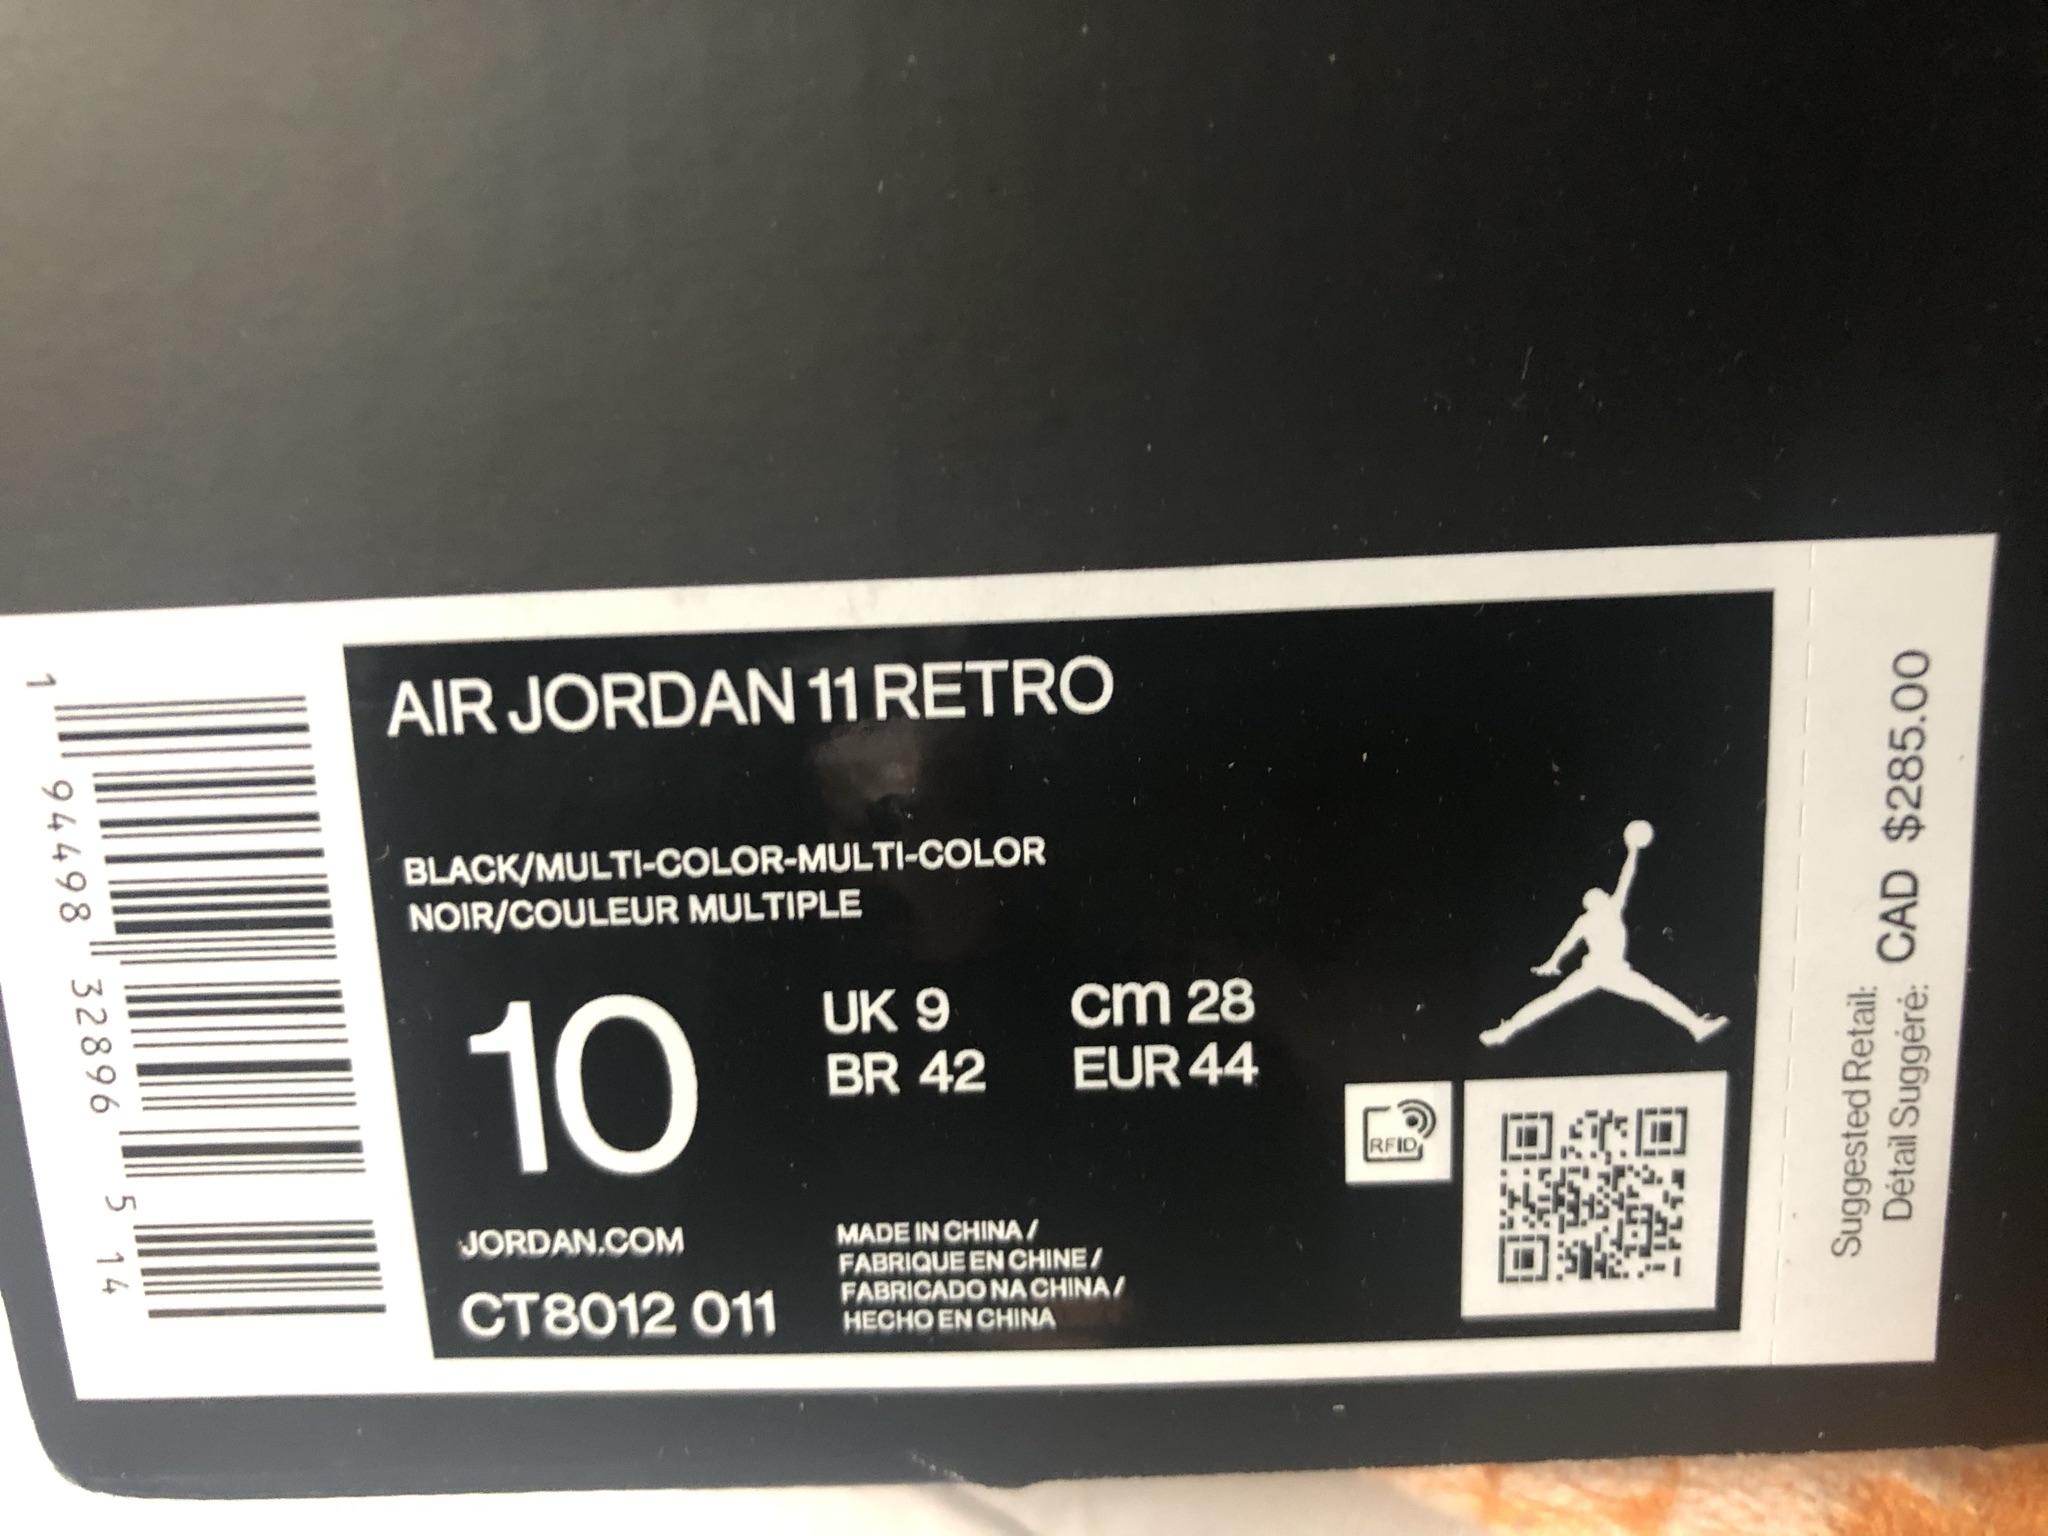 AIR JORDAN 11 RETRO
BLACK/MULTI-COLOR-MULTI-COLOR
NOIR/COULEUR MULTIPLE
10
UK 9
BR 42
cm 28
EUR 44
JORDAN.COM
CT8012 011
MADE IN CHINA /
FABRIQUE EN CHINE /
FABRICADO NA CHINA /
HECHO EN CHINA
RFID
1 94498 32896 5 14
Suggested Retail:
Détail Suggéré:
CAD $285.00